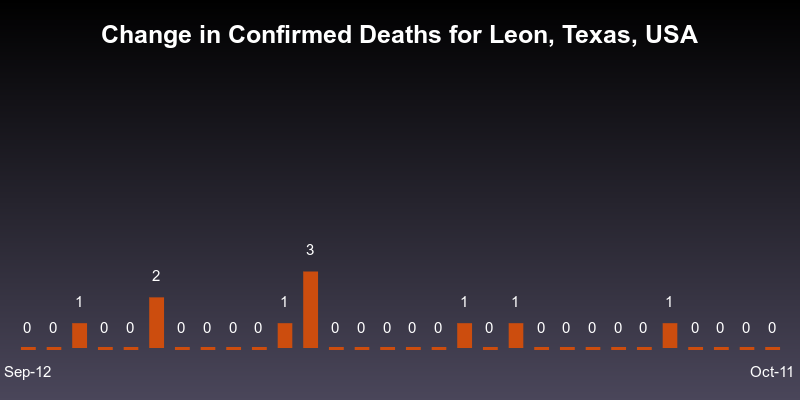 Change in Confirmed Deaths for Leon, Texas, USA
3
2
1 1 1 1 1
0 0 0 0 0 0 0 0 0 0 0 0 0 0 0 0 0 0 0 0 0 0 0
Sep-12 Oct-11